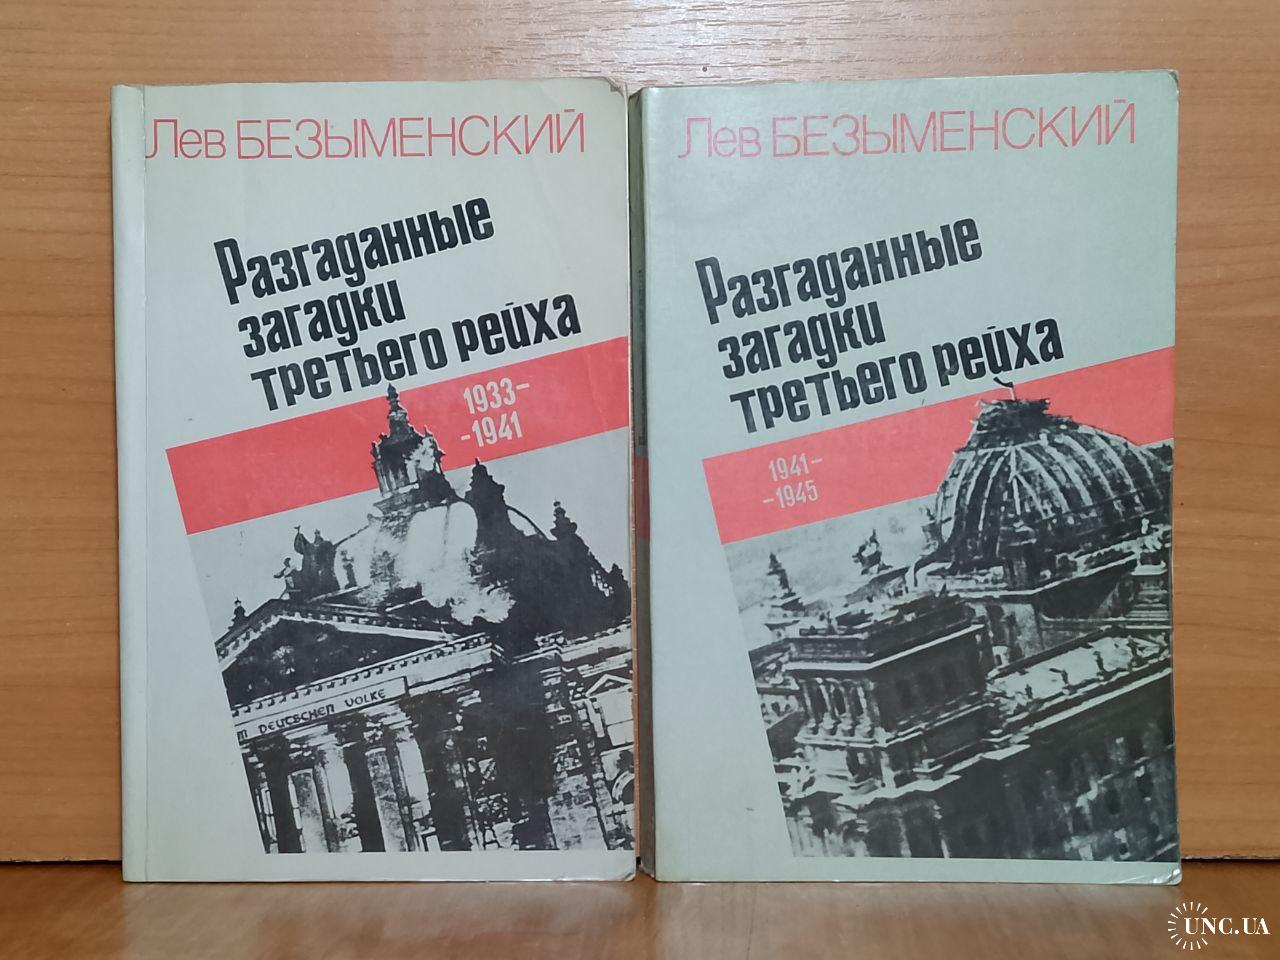 Лев БЕЗЫМЕНСКИЙ
Разгаданные
загадки
третьего рейха
1933–
–1941
M DEUTSCHEN VOLKE
Лев БЕЗЫМЕНСКИЙ
Разгаданные
загадки
третьего рейха
1941–
–1945
UNC.UA